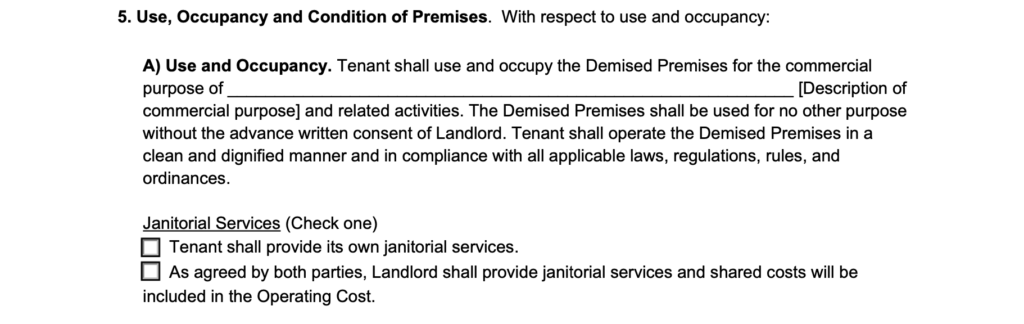 5. Use, Occupancy and Condition of Premises. With respect to use and occupancy:
A) Use and Occupancy. Tenant shall use and occupy the Demised Premises for the commercial
purpose of ______________________________________________________________ [Description of
commercial purpose] and related activities. The Demised Premises shall be used for no other purpose
without the advance written consent of Landlord. Tenant shall operate the Demised Premises in a
clean and dignified manner and in compliance with all applicable laws, regulations, rules, and
ordinances.
Janitorial Services (Check one)
☐ Tenant shall provide its own janitorial services.
☐ As agreed by both parties, Landlord shall provide janitorial services and shared costs will be
included in the Operating Cost.